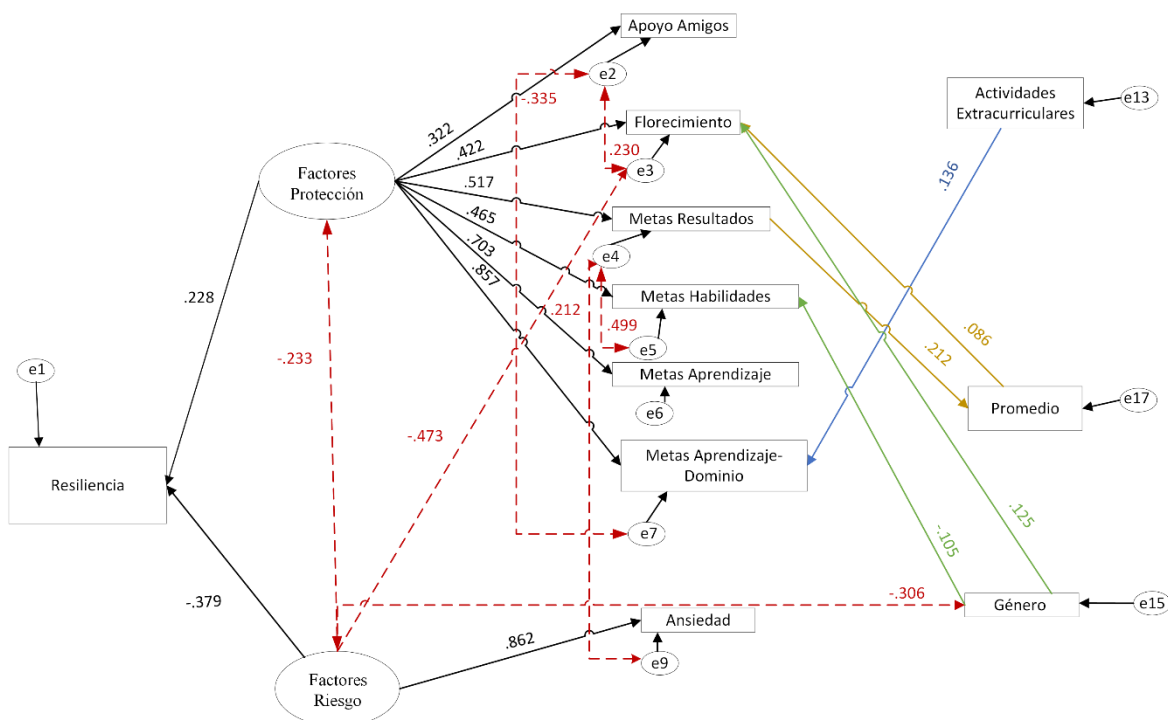 Apoyo Amigos
e2
-.335
Actividades
Extracurriculares
e13
Florecimiento
.322
.422
.230
e3
.136
Factores
Protección
.517
.465
.703
.857
Metas Resultados
e4
.212
.499
Metas Habilidades
e5
.228
-.233
e1
Metas Aprendizaje
e6
.086
.212
Promedio
e17
-.473
Metas Aprendizaje-
Dominio
Resiliencia
e7
.125
-.105
-.379
-.306
Género
e15
Ansiedad
.862
e9
Factores
Riesgo